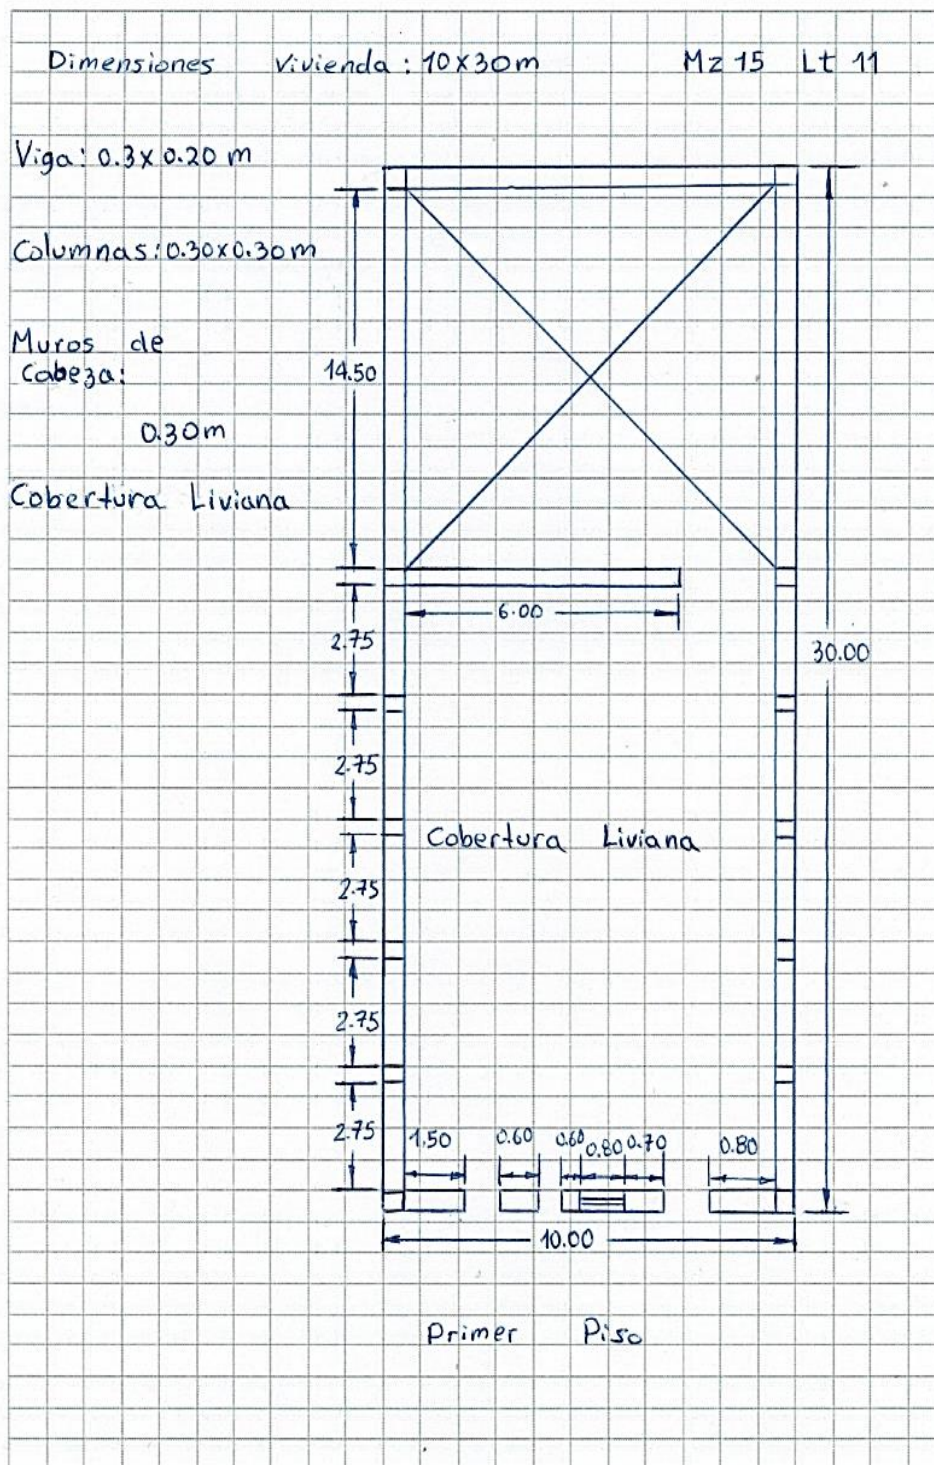 Dimensiones Vivienda: 10x30m Mz 15 Lt 11
Viga: 0.3x0.20 m
Columnas: 0.30x0.30m
Muros de
Cabeza:
14.50
0.30m
Cobertura Liviana
6.00
2.75
30.00
2.75
Cobertura Liviana
2.75
2.75
2.75
1.50 0.60 0.60 0.80 0.70 0.80
10.00
Primer Piso